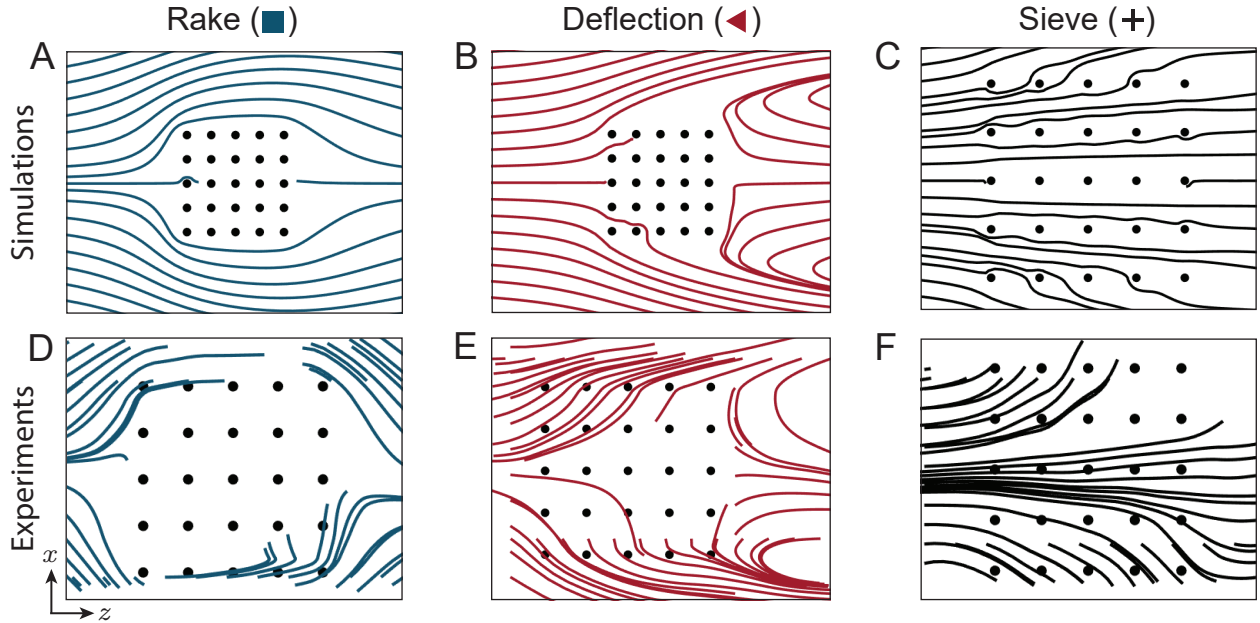 Rake (■) Deflection (◀) Sieve (+)
A B C
Simulations
D E F
Experiments
x
z